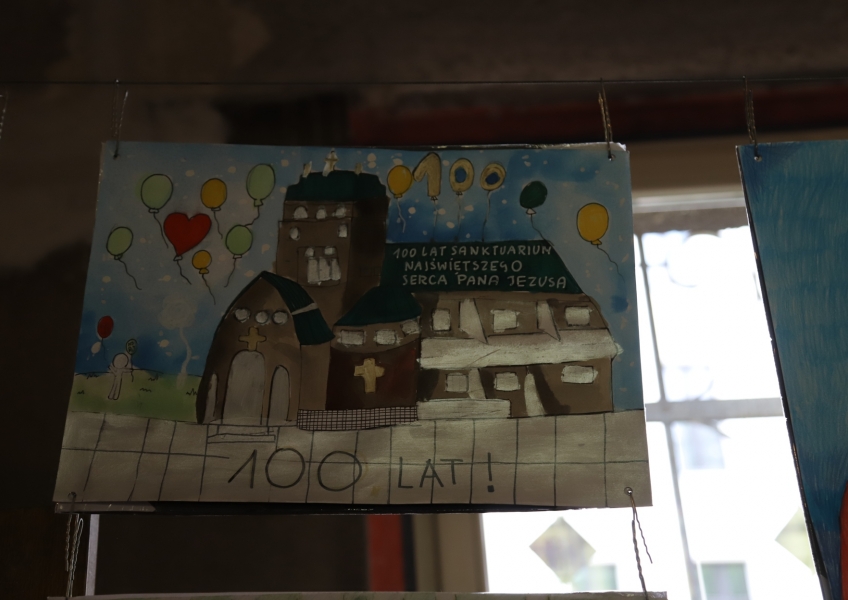 100
100 LAT SANKTUARIUM
NAJŚWIĘTSZEGO
SERCA PANA JEZUSA
100 LAT!